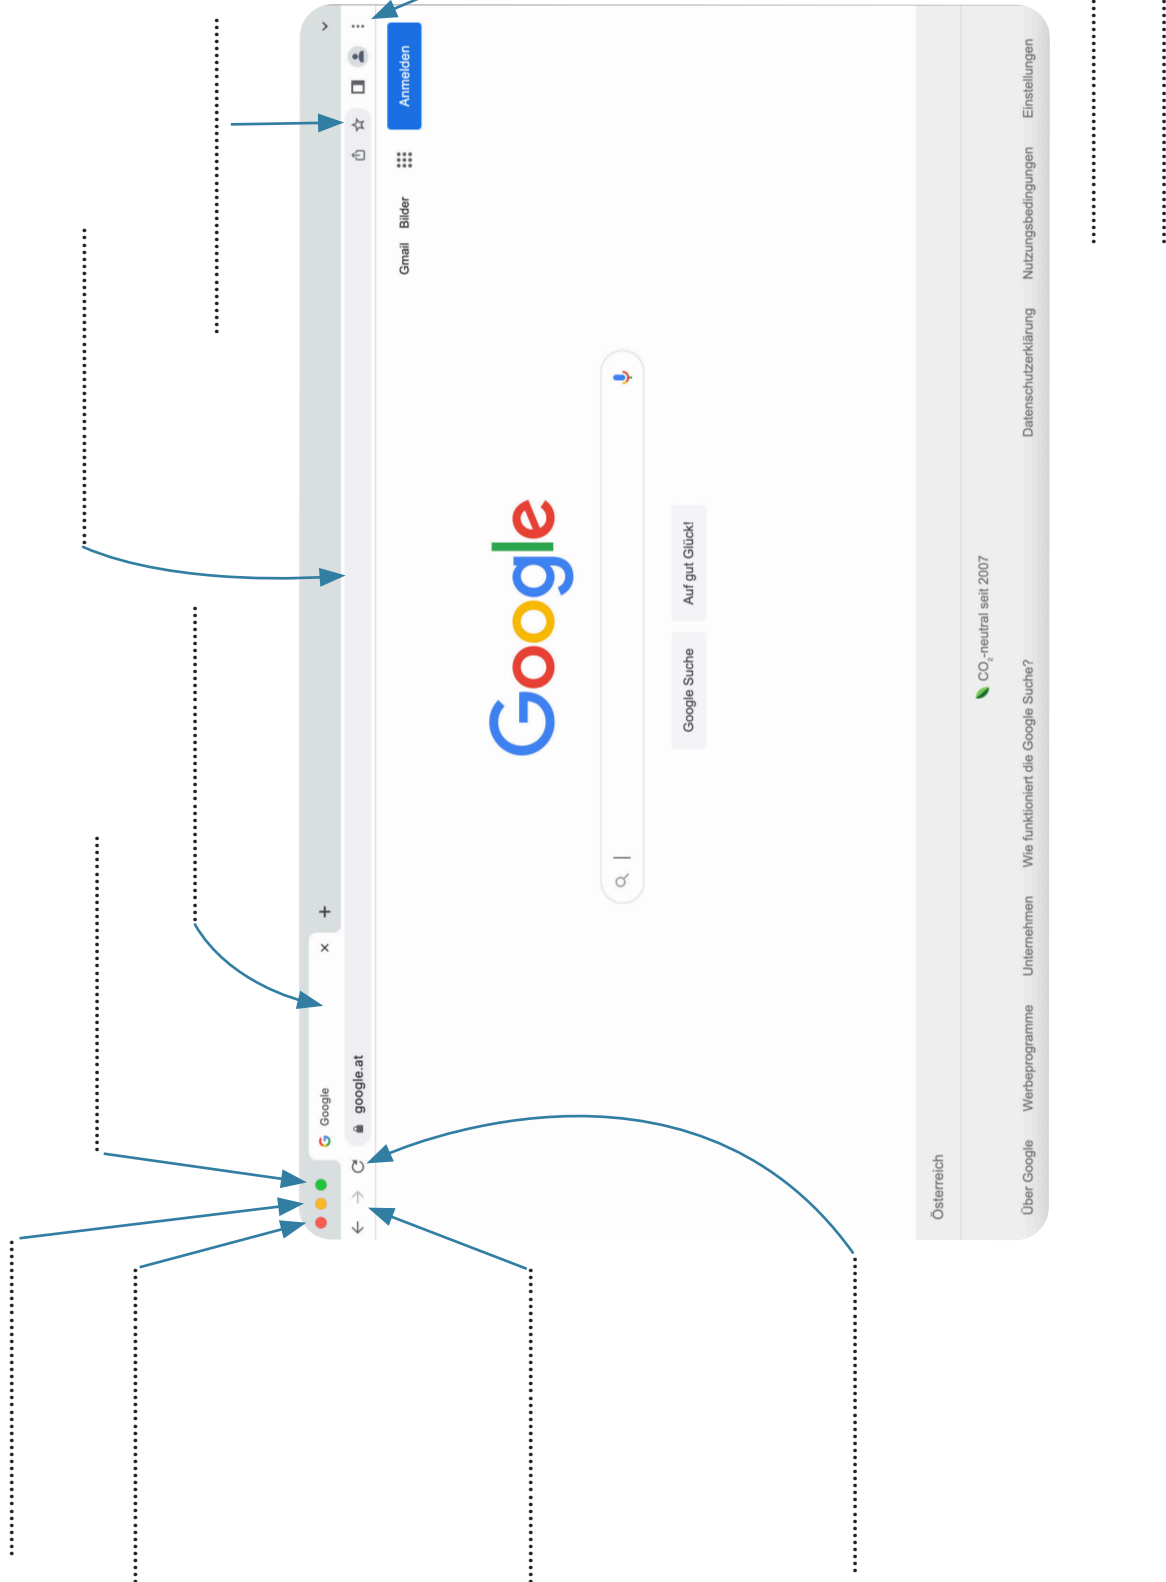 Google
google.at
Gmail Bilder
Anmelden
Google
Google Suche
Auf gut Glück!
Österreich
CO₂-neutral seit 2007
Über Google Werbeprogramme Unternehmen Wie funktioniert die Google Suche? Datenschutzerklärung Nutzungsbedingungen Einstellungen